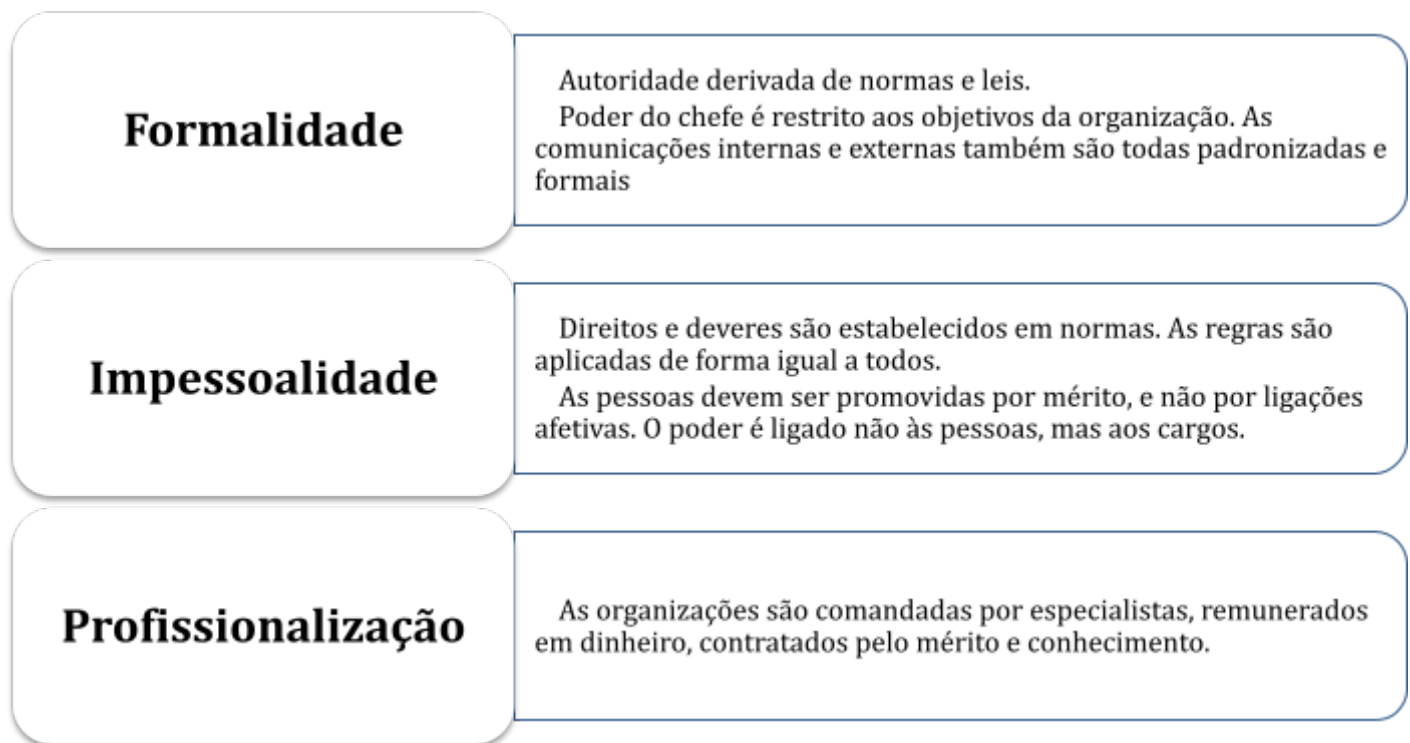 Formalidade
Autoridade derivada de normas e leis.
Poder do chefe é restrito aos objetivos da organização. As
comunicações internas e externas também são todas padronizadas e
formais
Impessoalidade
Direitos e deveres são estabelecidos em normas. As regras são
aplicadas de forma igual a todos.
As pessoas devem ser promovidas por mérito, e não por ligações
afetivas. O poder é ligado não às pessoas, mas aos cargos.
Profissionalização
As organizações são comandadas por especialistas, remunerados
em dinheiro, contratados pelo mérito e conhecimento.